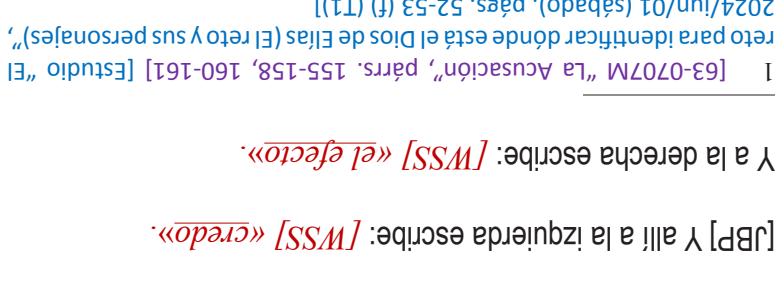 [JBP] Y allí a la izquierda escribe: [WSS] «credo».
Y a la derecha escribe: [WSS] «el efecto».
1 [63-0707M “La Acusación”, párrs. 155-158, 160-161] [Estudio “El
reto para identificar dónde está el Dios de Elías (El reto y sus personajes)”,
2024/jun/01 (sábado), págs. 52-53 (f) (T1)]